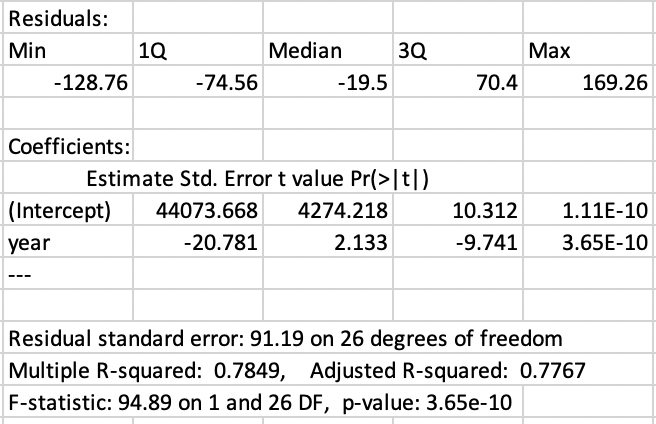 Residuals:
Min 1Q Median 3Q Max
-128.76 -74.56 -19.5 70.4 169.26
Coefficients:
Estimate Std. Error t value Pr(>|t|)
(Intercept) 44073.668 4274.218 10.312 1.11E-10
year -20.781 2.133 -9.741 3.65E-10
---
Residual standard error: 91.19 on 26 degrees of freedom
Multiple R-squared: 0.7849, Adjusted R-squared: 0.7767
F-statistic: 94.89 on 1 and 26 DF, p-value: 3.65e-10